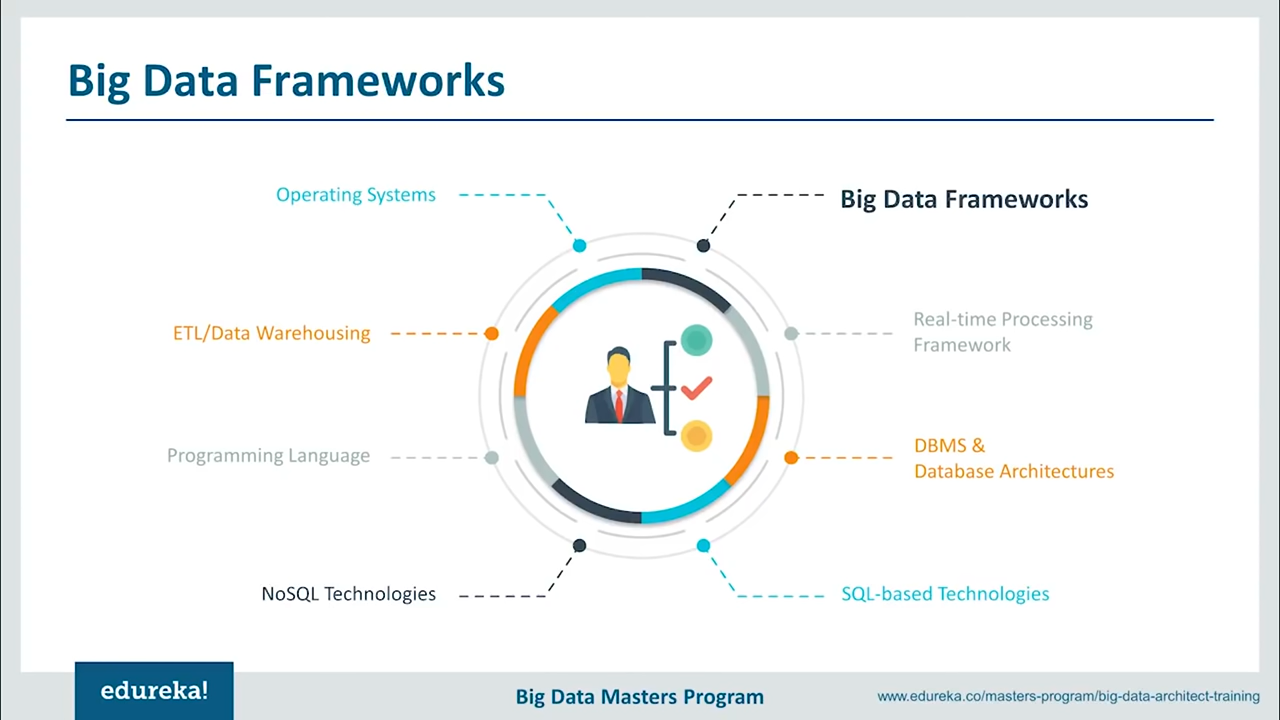 Big Data Frameworks
Operating Systems
Big Data Frameworks
ETL/Data Warehousing
Real-time Processing
Framework
Programming Language
DBMS &
Database Architectures
NoSQL Technologies
SQL-based Technologies
edureka!
Big Data Masters Program
www.edureka.co/masters-program/big-data-architect-training